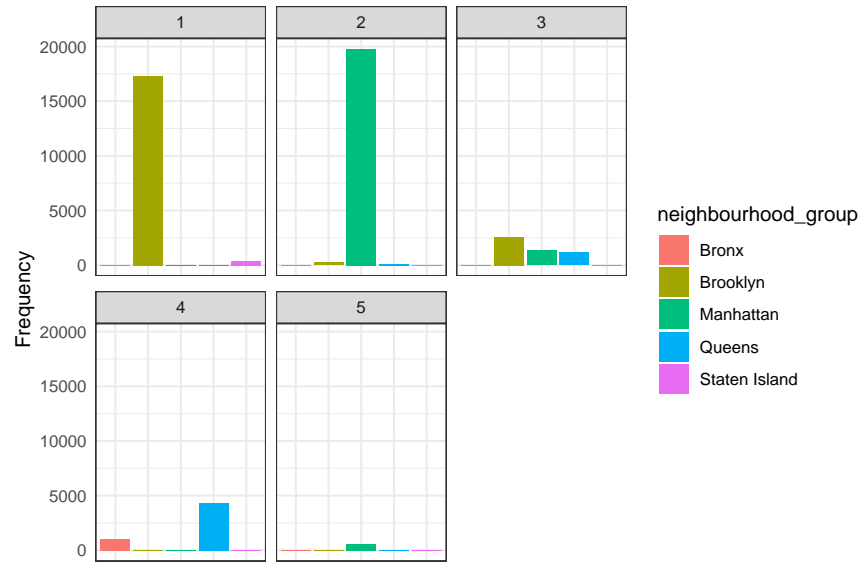 1 2 3
20000
15000
10000
5000
0
Frequency
4 5
20000
15000
10000
5000
0
neighbourhood_group
Bronx
Brooklyn
Manhattan
Queens
Staten Island